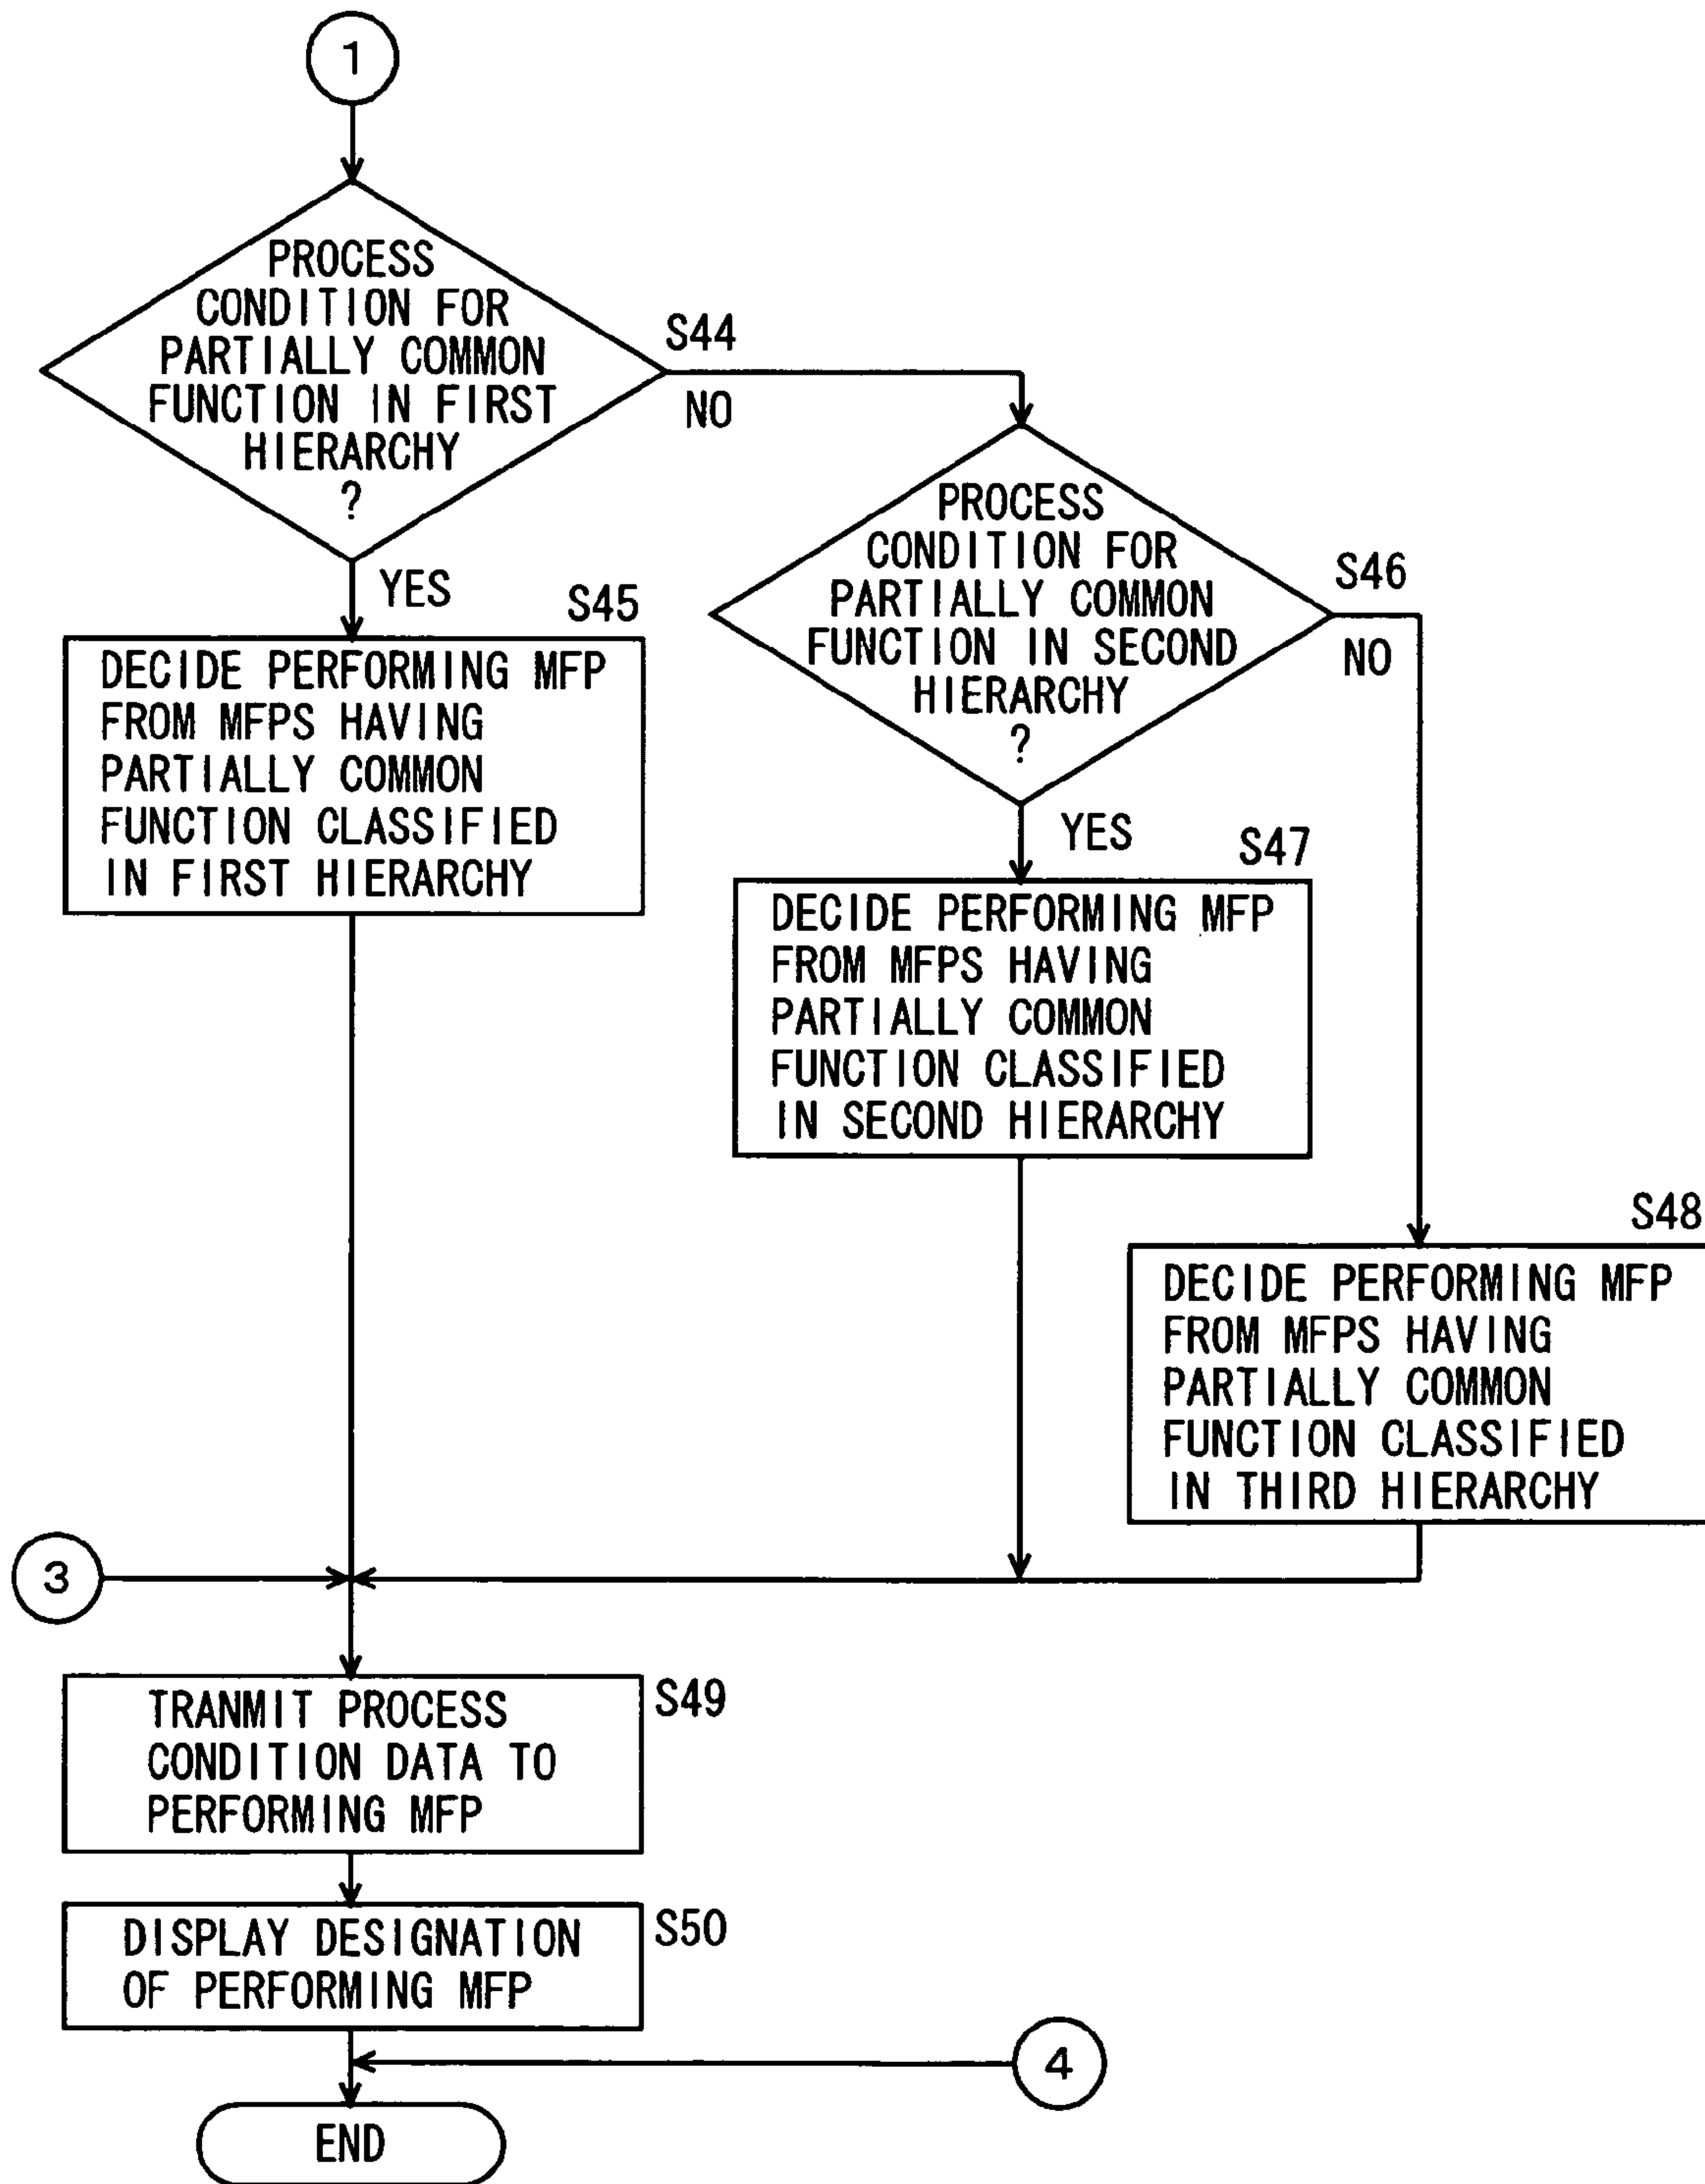 1
PROCESS
CONDITION FOR
PARTIALLY COMMON
FUNCTION IN FIRST
HIERARCHY
?
S44
NO
YES
S45
DECIDE PERFORMING MFP
FROM MFPS HAVING
PARTIALLY COMMON
FUNCTION CLASSIFIED
IN FIRST HIERARCHY
PROCESS
CONDITION FOR
PARTIALLY COMMON
FUNCTION IN SECOND
HIERARCHY
?
S46
NO
YES
S47
DECIDE PERFORMING MFP
FROM MFPS HAVING
PARTIALLY COMMON
FUNCTION CLASSIFIED
IN SECOND HIERARCHY
S48
DECIDE PERFORMING MFP
FROM MFPS HAVING
PARTIALLY COMMON
FUNCTION CLASSIFIED
IN THIRD HIERARCHY
3
TRANMIT PROCESS
CONDITION DATA TO
PERFORMING MFP
S49
DISPLAY DESIGNATION
OF PERFORMING MFP
S50
4
END